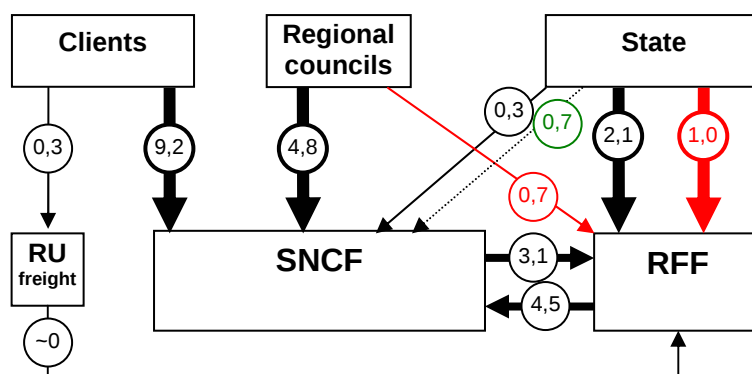 Clients
Regional
councils
State
0,3
9,2
4,8
0,3
0,7
2,1
1,0
0,7
RU
freight
SNCF
3,1
RFF
4,5
~0